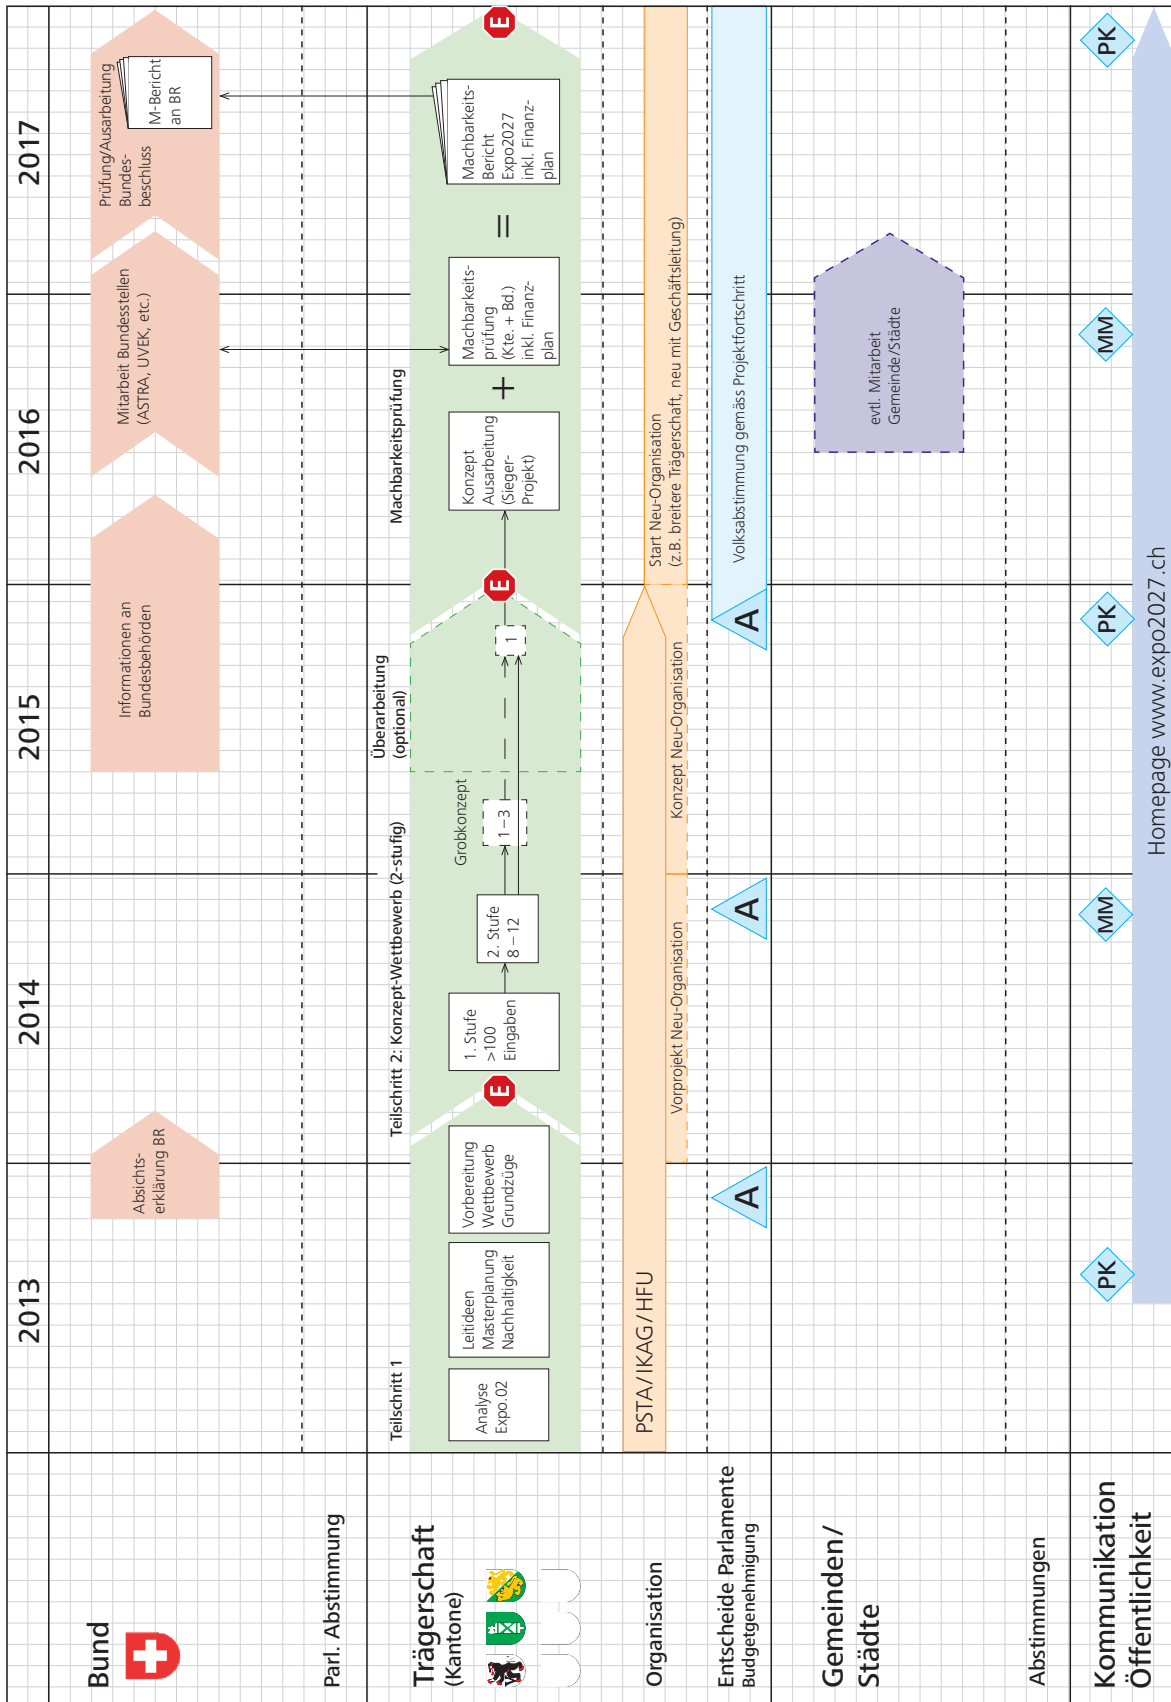 2013
2014
2015
2016
2017
Bund
Absichts-
erklärung BR
Informationen an
Bundesbehörden
Mitarbeit Bundesstellen
(ASTRA, UVEK, etc.)
Prüfung/Ausarbeitung
Bundes-
beschluss
M-Bericht
an BR
Parl. Abstimmung
Trägerschaft
(Kantone)
Teilschritt 1
Analyse
Expo.02
Leitideen
Masterplanung
Nachhaltigkeit
Vorbereitung
Wettbewerb
Grundzüge
E
Teilschritt 2: Konzept-Wettbewerb (2-stufig)
1. Stufe
>100
Eingaben
2. Stufe
8 – 12
Grobkonzept
1–3
Überarbeitung
(optional)
1
E
Machbarkeitsprüfung
Konzept
Ausarbeitung
(Sieger-
Projekt)
+
Machbarkeits-
prüfung
(Kte. + Bd.)
inkl. Finanz-
plan
=
Machbarkeits-
Bericht
Expo2027
inkl. Finanz-
plan
E
Organisation
PSTA/IKAG/HFU
Vorprojekt Neu-Organisation
Konzept Neu-Organisation
Start Neu-Organisation
(z.B. breitere Trägerschaft, neu mit Geschäftsleitung)
Entscheide Parlamente
Budgetgenehmigung
A
A
A
Volksabstimmung gemäss Projektfortschritt
Gemeinden/
Städte
evtl. Mitarbeit
Gemeinde/Städte
Abstimmungen
Kommunikation
Öffentlichkeit
PK
MM
PK
MM
PK
Homepage www.expo2027.ch